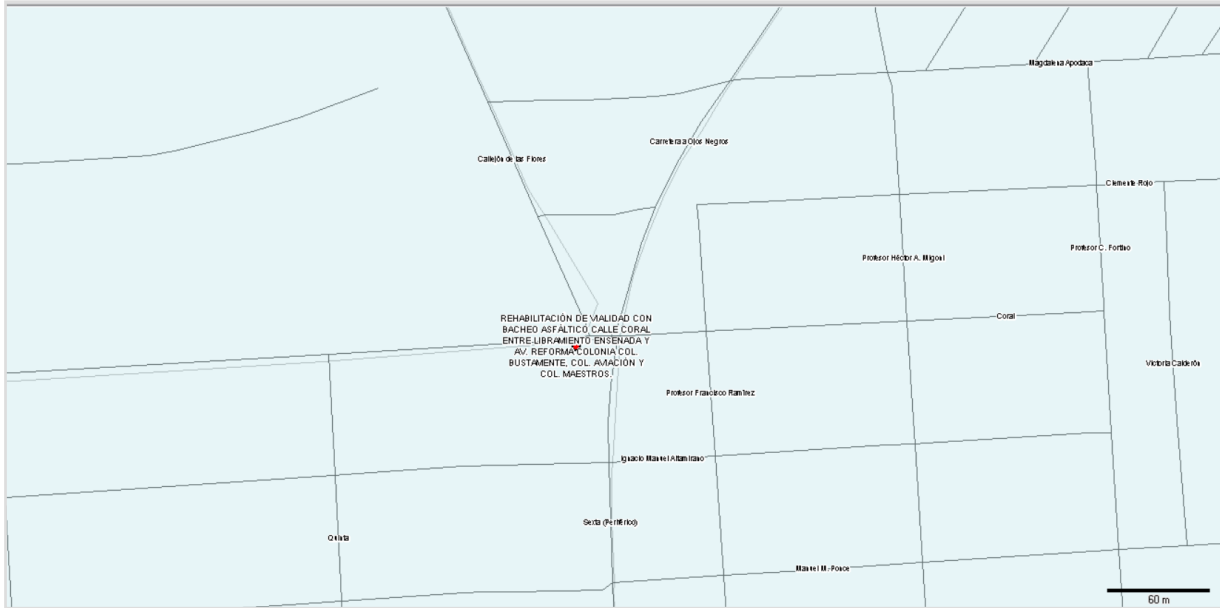 Magdalena Apodaca
Carretera a Ojos Negros
Callejón de las Flores
Clemente Rojo
Profesor C. Fortino
Profesor Héctor A. Migoni
REHABILITACIÓN DE VIALIDAD CON
BACHEO ASFÁLTICO CALLE CORAL
ENTRE LIBRAMIENTO ENSENADA Y
AV. REFORMA COLONIA COL.
BUSTAMENTE, COL. AVIACIÓN Y
COL. MAESTROS.
Coral
Victoria Calderón
Profesor Francisco Ramírez
Ignacio Manuel Altamirano
Sexta (Periférico)
Quinta
Manuel M. Ponce
60 m